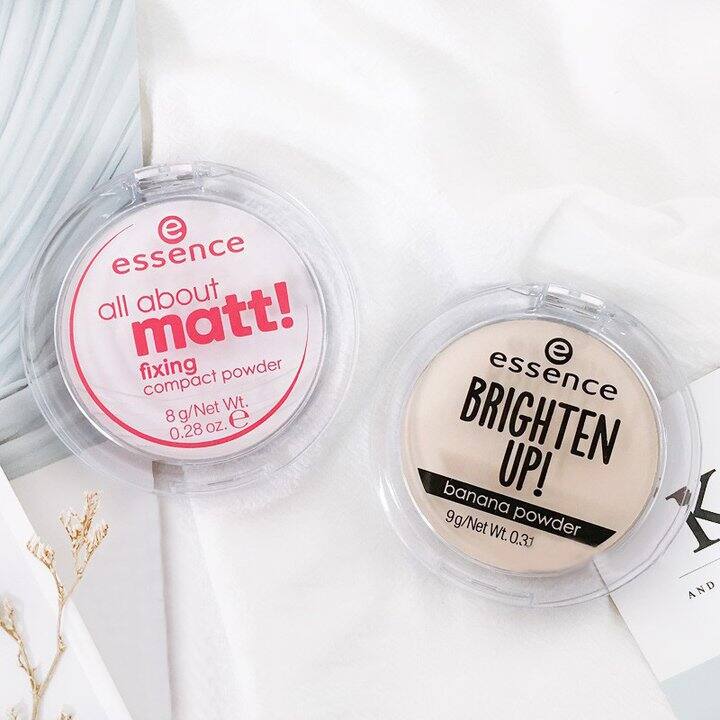 e
essence
all about
matt!
fixing
compact powder
8 g/Net Wt.
0.28 oz. ℮
e
essence
BRIGHTEN
UP!
banana powder
9g/Net Wt. 0.31
K
AND